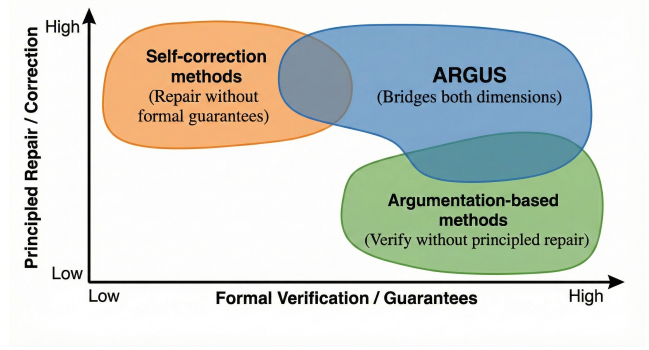 High
Principled Repair / Correction
Low
Self-correction
methods
(Repair without
formal guarantees)
ARGUS
(Bridges both dimensions)
Argumentation-based
methods
(Verify without principled repair)
Low
Formal Verification / Guarantees
High